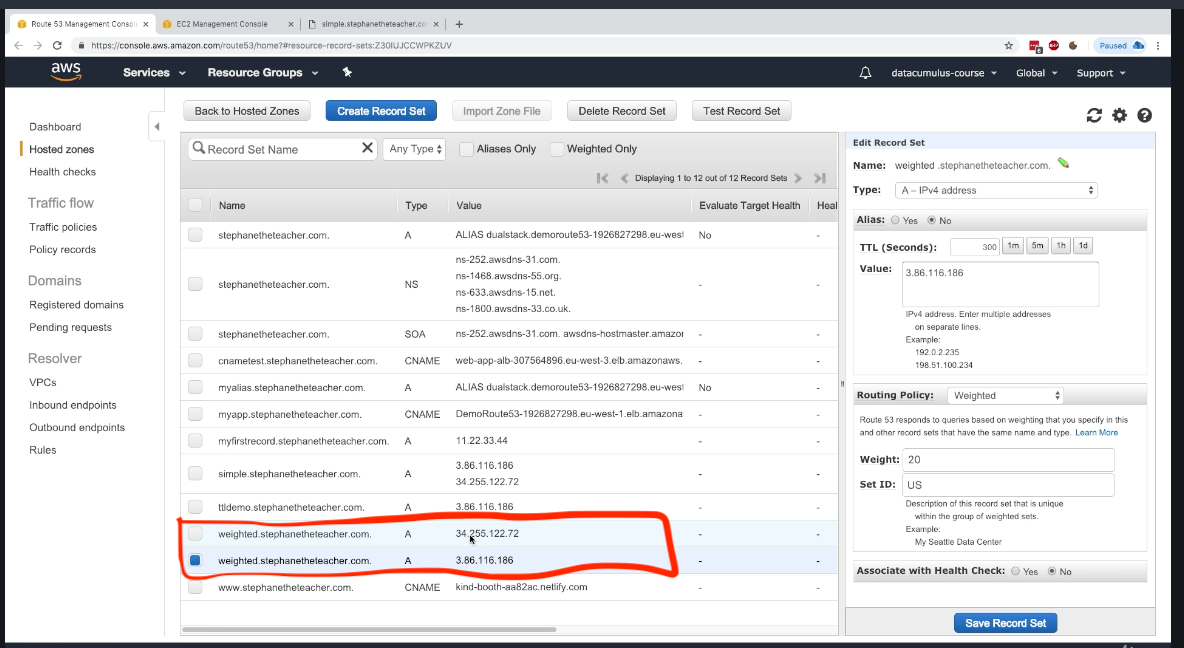 Route 53 Management Conso
EC2 Management Console
simple.stephanetheteacher.co
https://console.aws.amazon.com/route53/home?#resource-record-sets:Z30IUJCCWPKZUV
Paused
aws
Services
Resource Groups
datacumulus-course
Global
Support
Dashboard
Hosted zones
Health checks
Traffic flow
Traffic policies
Policy records
Domains
Registered domains
Pending requests
Resolver
VPCs
Inbound endpoints
Outbound endpoints
Rules
Back to Hosted Zones
Create Record Set
Import Zone File
Delete Record Set
Test Record Set
Record Set Name
Any Type
Aliases Only
Weighted Only
Displaying 1 to 12 out of 12 Record Sets
Name Type Value Evaluate Target Health Heal
stephanetheteacher.com. A ALIAS dualstack.demoroute53-1926827298.eu-west No -
stephanetheteacher.com. NS ns-252.awsdns-31.com. - -
ns-1468.awsdns-55.org.
ns-633.awsdns-15.net.
ns-1800.awsdns-33.co.uk.
stephanetheteacher.com. SOA ns-252.awsdns-31.com. awsdns-hostmaster.amazor - -
cnametest.stephanetheteacher.com. CNAME web-app-alb-307564896.eu-west-3.elb.amazonaws. - -
myalias.stephanetheteacher.com. A ALIAS dualstack.demoroute53-1926827298.eu-west No -
myapp.stephanetheteacher.com. CNAME DemoRoute53-1926827298.eu-west-1.elb.amazona - -
myfirstrecord.stephanetheteacher.com. A 11.22.33.44 - -
simple.stephanetheteacher.com. A 3.86.116.186 - -
34.255.122.72
ttldemo.stephanetheteacher.com. A 3.86.116.186 - -
weighted.stephanetheteacher.com. A 34.255.122.72 - -
weighted.stephanetheteacher.com. A 3.86.116.186 - -
www.stephanetheteacher.com. CNAME kind-booth-aa82ac.netlify.com - -
Edit Record Set
Name: weighted .stephanetheteacher.com.
Type: A – IPv4 address
Alias: Yes No
TTL (Seconds): 300 1m 5m 1h 1d
Value: 3.86.116.186
IPv4 address. Enter multiple addresses
on separate lines.
Example:
192.0.2.235
198.51.100.234
Routing Policy: Weighted
Route 53 responds to queries based on weighting that you specify in this
and other record sets that have the same name and type. Learn More
Weight: 20
Set ID: US
Description of this record set that is unique
within the group of weighted sets.
Example:
My Seattle Data Center
Associate with Health Check: Yes No
Save Record Set